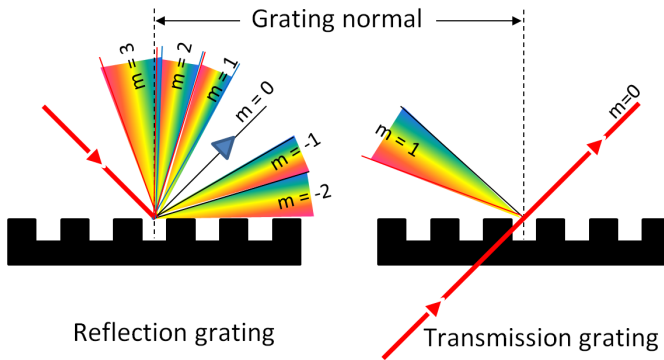 Grating normal
m = 3
m = 2
m = 1
m = 0
m = -1
m = -2
m = 1
m=0
Reflection grating
Transmission grating